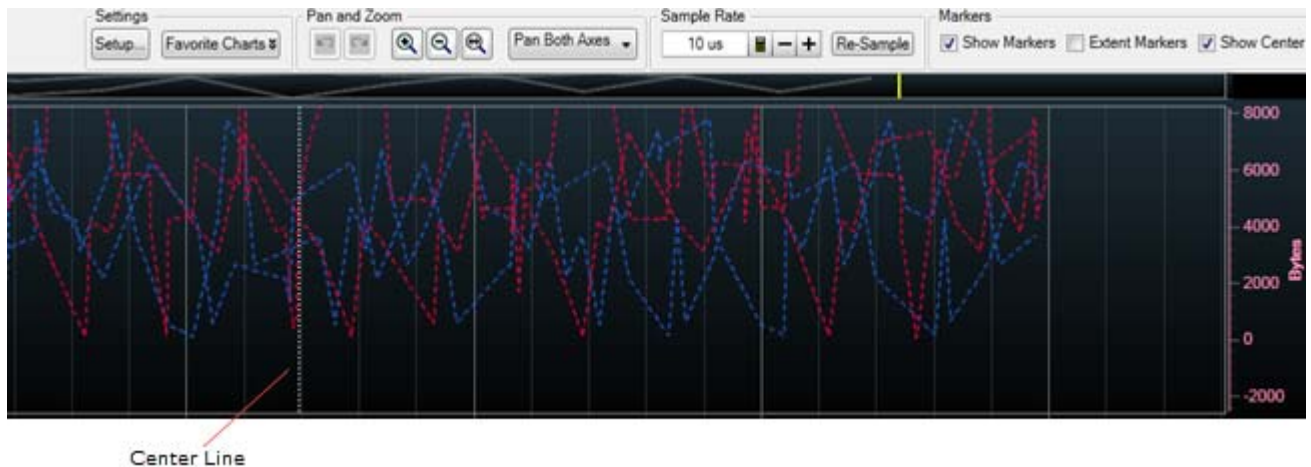 Settings
Pan and Zoom
Sample Rate
Markers
Setup...
Favorite Charts
Pan Both Axes
10 us
Re-Sample
Show Markers
Extent Markers
Show Center
8000
6000
4000
2000
0
-2000
Bytes
Center Line